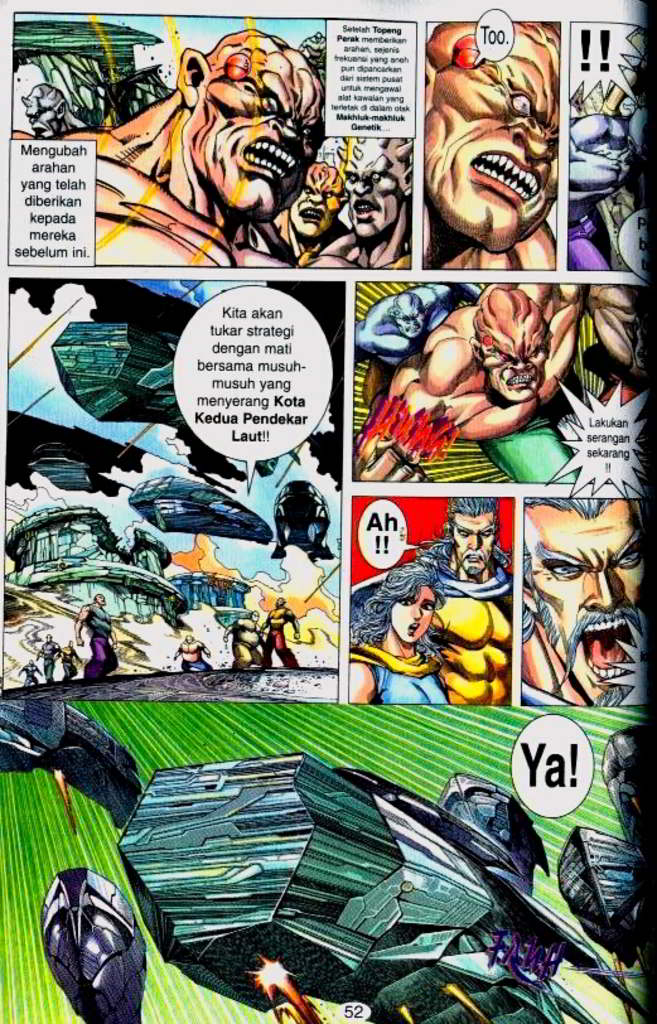 Setelah Topeng
Perak memberikan
arahan, sejenis
frekuansi yang aneh
pun dipancarkan
dari sistem pusat
untuk mengawal
alat kawalan yang
terletak di dalam otak
Makhluk-makhluk
Genetik....
Mengubah
arahan
yang telah
diberikan
kepada
mereka
sebelum ini.
Too.
!!
Kita akan
tukar strategi
dengan mati
bersama musuh-
musuh yang
menyerang Kota
Kedua Pendekar
Laut!!
Lakukan
serangan
sekarang
!!
Ah
!!
Ya!
52